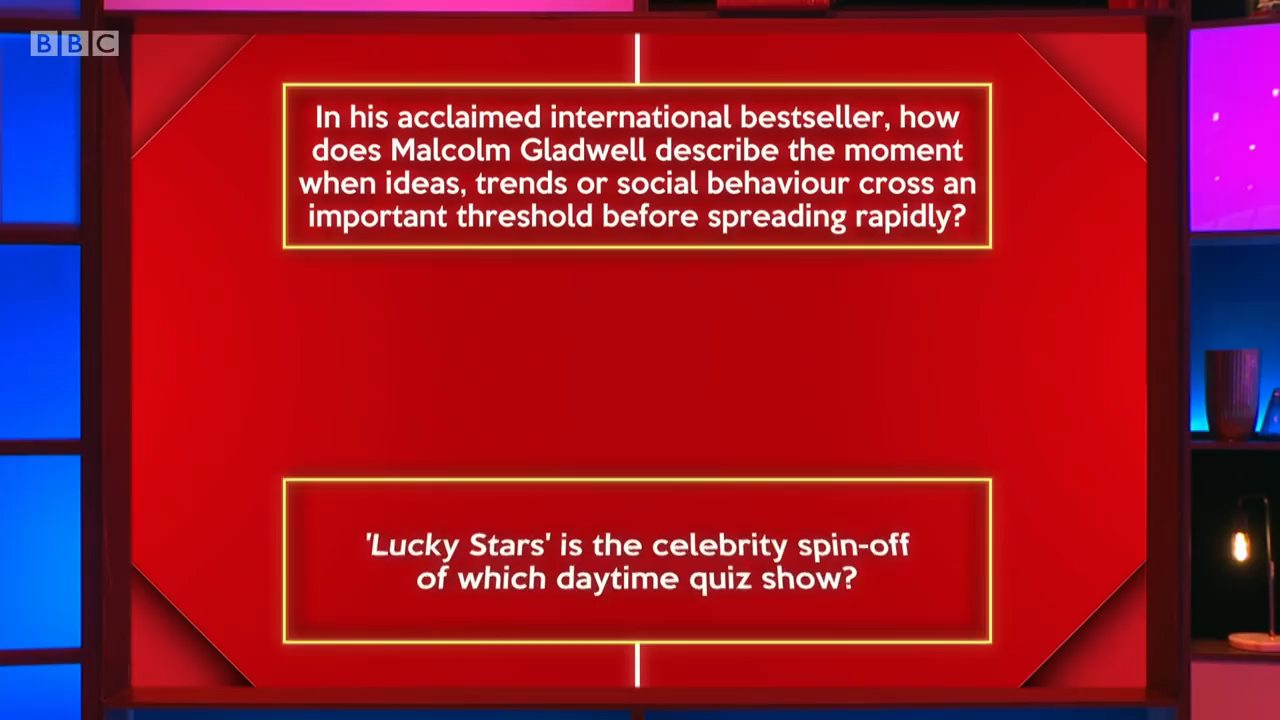 BBC
In his acclaimed international bestseller, how
does Malcolm Gladwell describe the moment
when ideas, trends or social behaviour cross an
important threshold before spreading rapidly?
'Lucky Stars' is the celebrity spin-off
of which daytime quiz show?